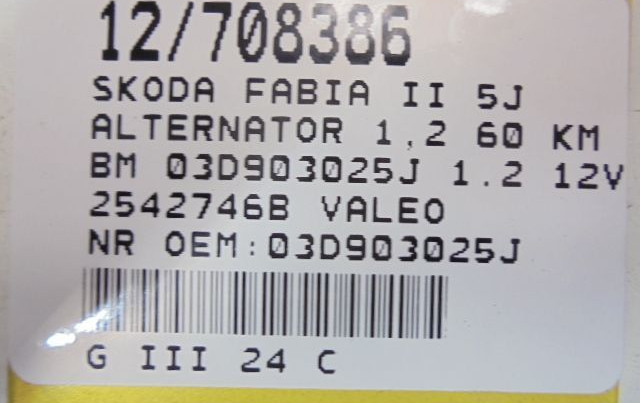 12/708386
SKODA FABIA II 5J
ALTERNATOR 1,2 60 KM
BM 03D903025J 1.2 12V
2542746B VALEO
NR OEM:03D903025J
G III 24 C